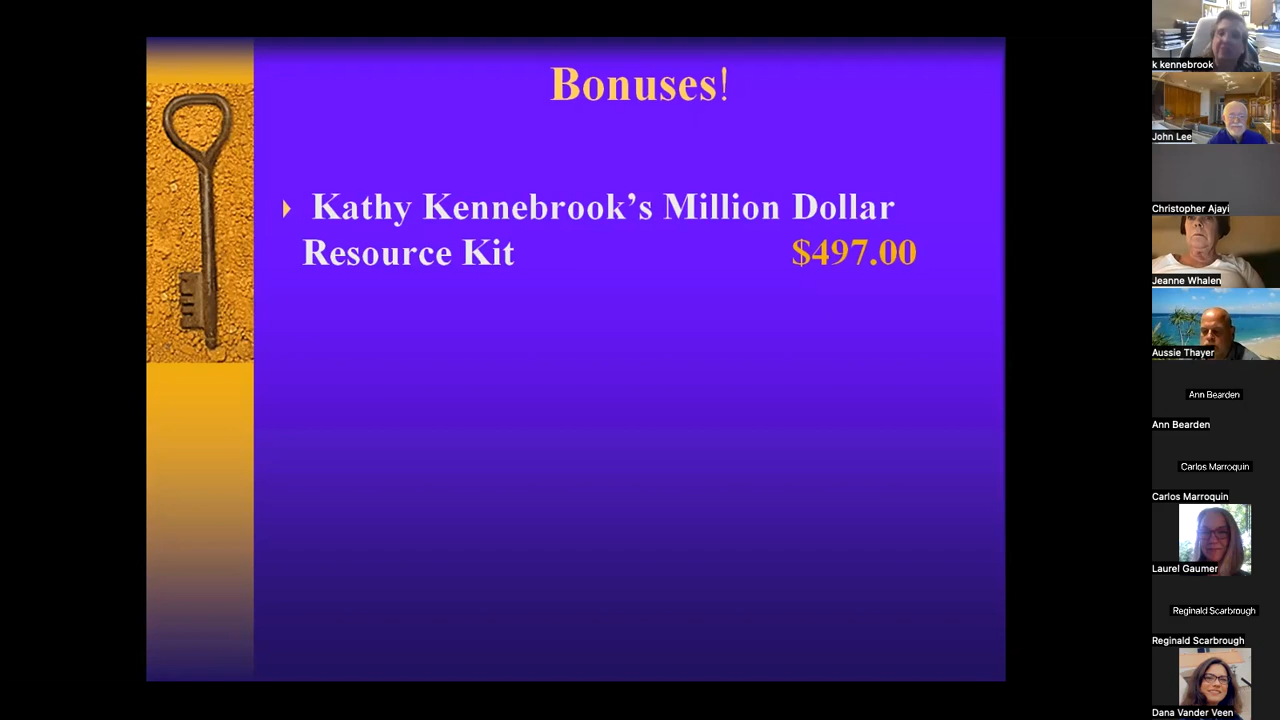 Bonuses!
Kathy Kennebrook’s Million Dollar
Resource Kit $497.00
k kennebrook
John Lee
Christopher Ajayi
Jeanne Whalen
Aussie Thayer
Ann Bearden
Ann Bearden
Carlos Marroquin
Carlos Marroquin
Laurel Gaumer
Reginald Scarbrough
Reginald Scarbrough
Dana Vander Veen